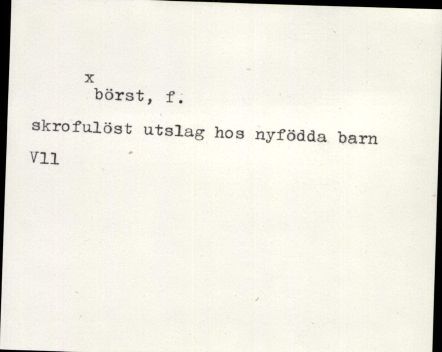 x
börst, f.
skrofulöst utslag hos nyfödda barn
Vll